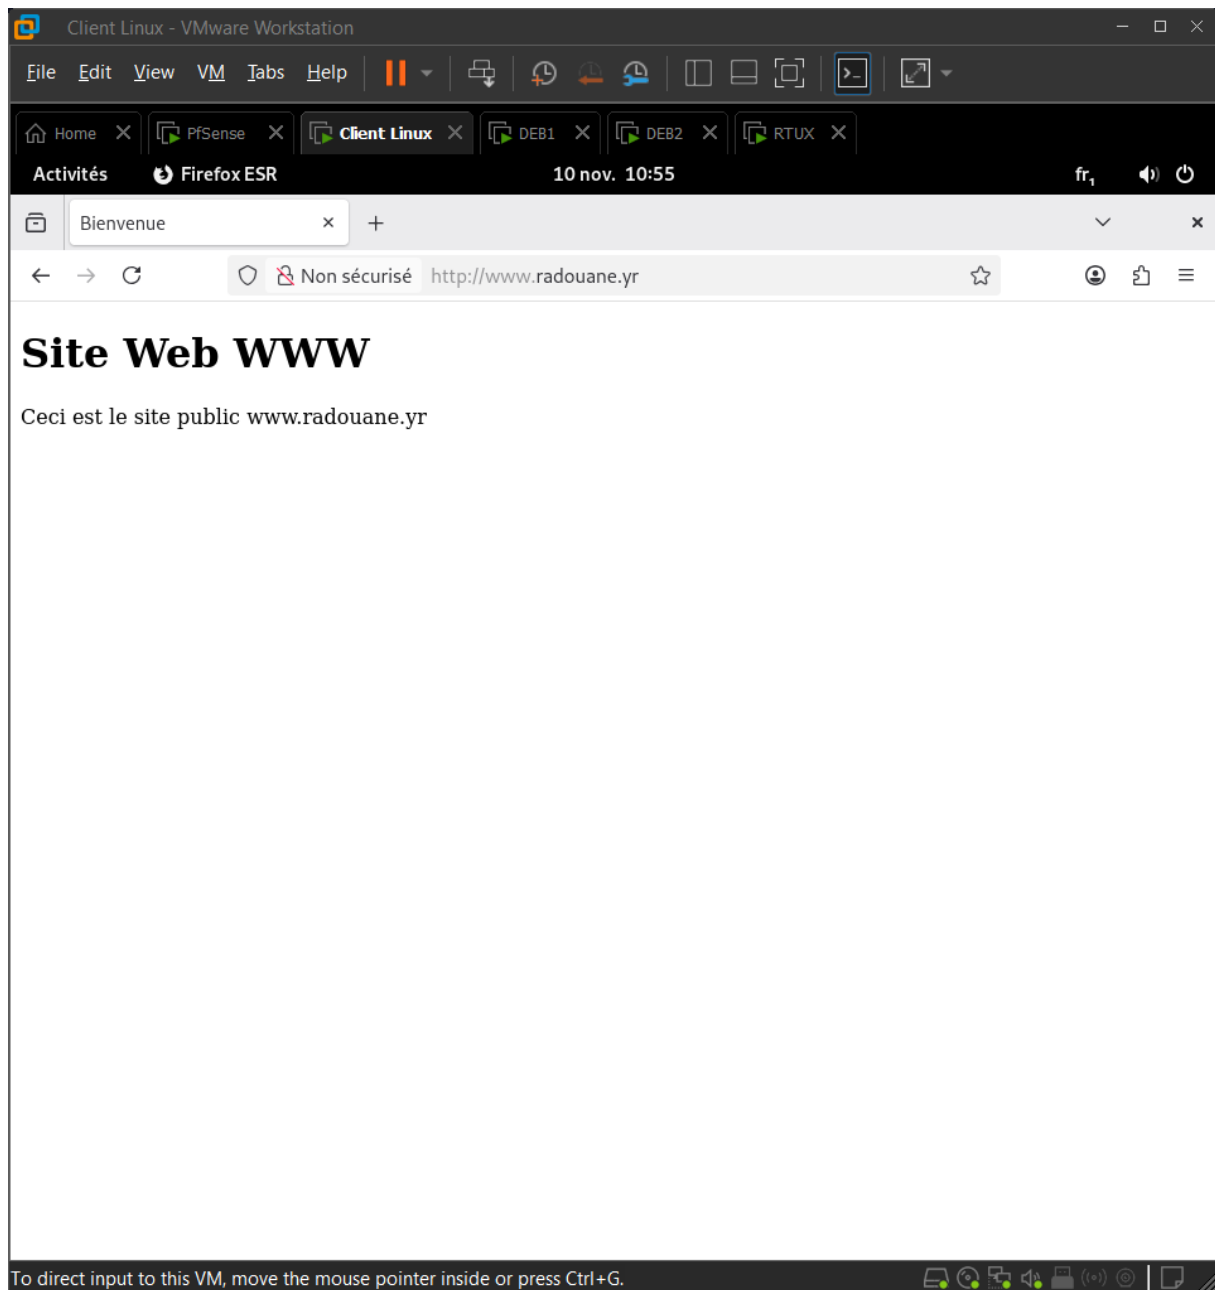 Client Linux - VMware Workstation
File Edit View VM Tabs Help
Home PfSense Client Linux DEB1 DEB2 RTUX
Activités Firefox ESR 10 nov. 10:55 fr₁
Bienvenue
Non sécurisé http://www.radouane.yr
Site Web WWW
Ceci est le site public www.radouane.yr
To direct input to this VM, move the mouse pointer inside or press Ctrl+G.